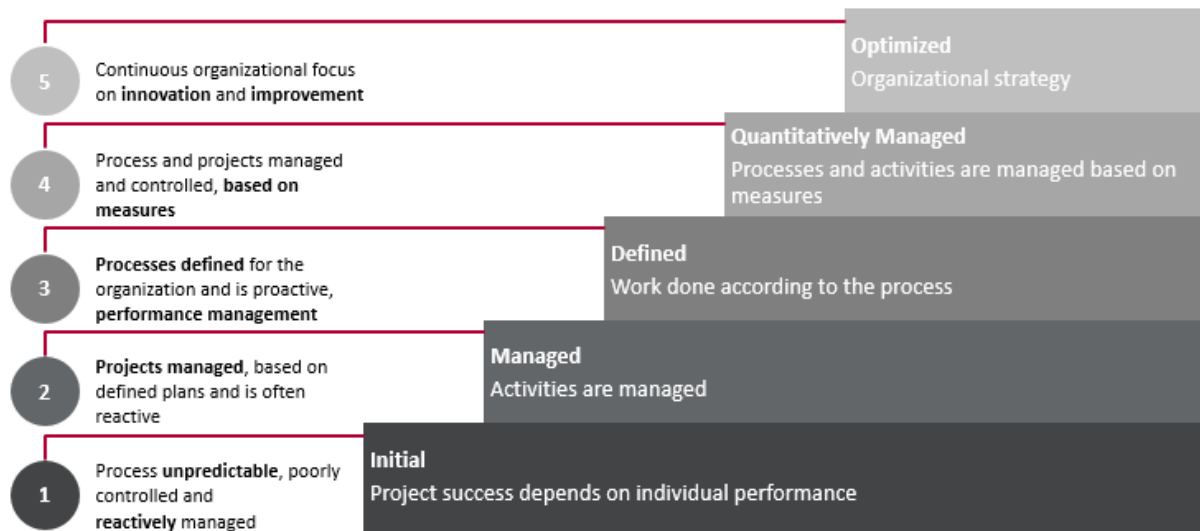 Optimized
Organizational strategy
5
Continuous organizational focus
on innovation and improvement
Quantitatively Managed
Processes and activities are managed based on
measures
4
Process and projects managed
and controlled, based on
measures
Defined
Work done according to the process
3
Processes defined for the
organization and is proactive,
performance management
Managed
Activities are managed
2
Projects managed, based on
defined plans and is often
reactive
Initial
Project success depends on individual performance
1
Process unpredictable, poorly
controlled and
reactively managed